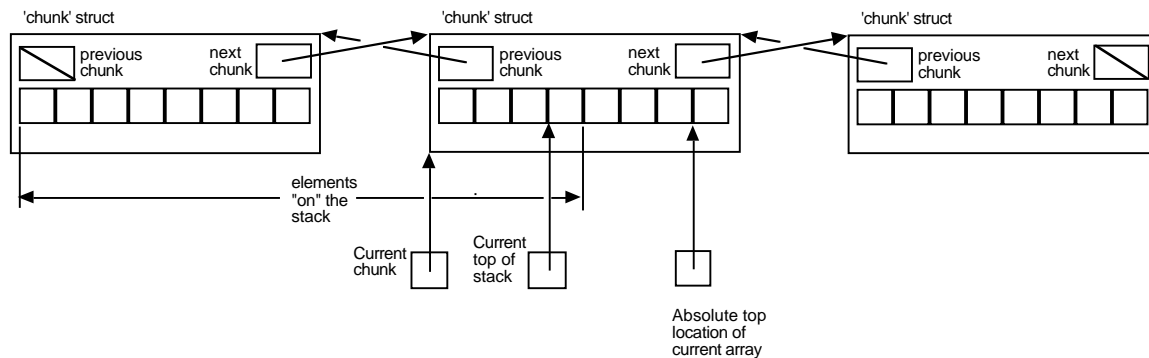 'chunk' struct
'chunk' struct
'chunk' struct
previous
chunk
next
chunk
previous
chunk
next
chunk
previous
chunk
next
chunk
elements
"on" the
stack
Current
chunk
Current
top of
stack
Absolute top
location of
current array